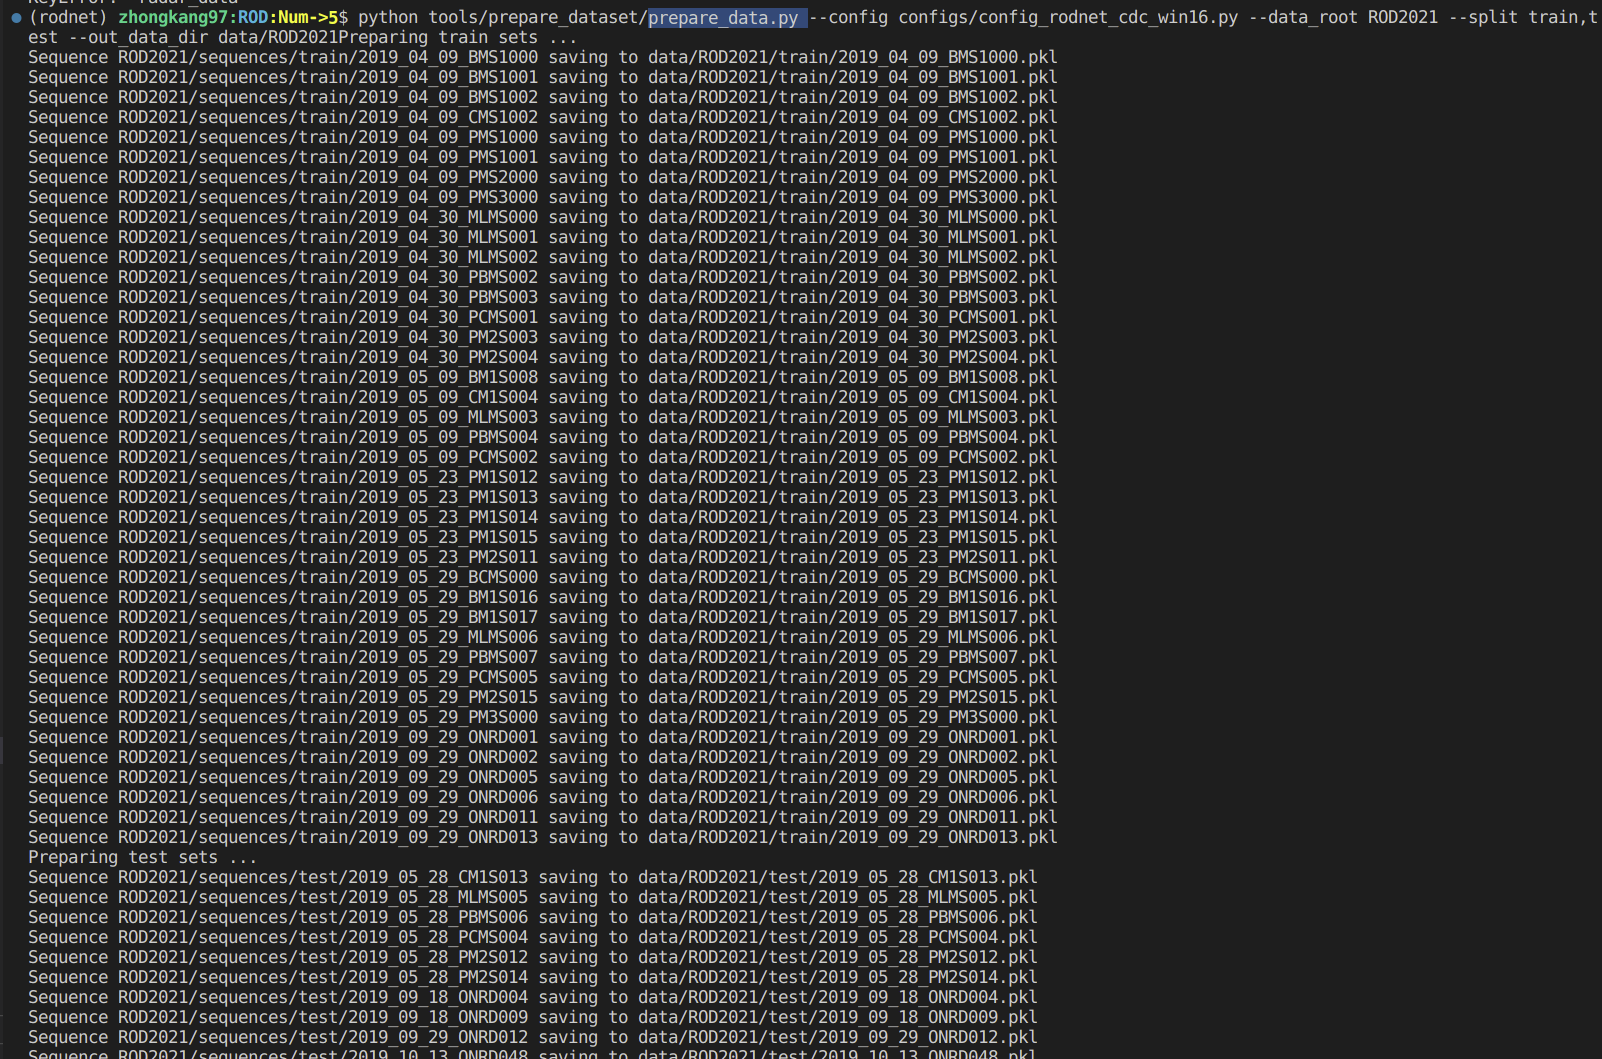 KeyError: 'radar_data'
(rodnet) zhongkang97:ROD:Num->5$ python tools/prepare_dataset/prepare_data.py --config configs/config_rodnet_cdc_win16.py --data_root ROD2021 --split train,t
est --out_data_dir data/ROD2021Preparing train sets ...
Sequence ROD2021/sequences/train/2019_04_09_BMS1000 saving to data/ROD2021/train/2019_04_09_BMS1000.pkl
Sequence ROD2021/sequences/train/2019_04_09_BMS1001 saving to data/ROD2021/train/2019_04_09_BMS1001.pkl
Sequence ROD2021/sequences/train/2019_04_09_BMS1002 saving to data/ROD2021/train/2019_04_09_BMS1002.pkl
Sequence ROD2021/sequences/train/2019_04_09_CMS1002 saving to data/ROD2021/train/2019_04_09_CMS1002.pkl
Sequence ROD2021/sequences/train/2019_04_09_PMS1000 saving to data/ROD2021/train/2019_04_09_PMS1000.pkl
Sequence ROD2021/sequences/train/2019_04_09_PMS1001 saving to data/ROD2021/train/2019_04_09_PMS1001.pkl
Sequence ROD2021/sequences/train/2019_04_09_PMS2000 saving to data/ROD2021/train/2019_04_09_PMS2000.pkl
Sequence ROD2021/sequences/train/2019_04_09_PMS3000 saving to data/ROD2021/train/2019_04_09_PMS3000.pkl
Sequence ROD2021/sequences/train/2019_04_30_MLMS000 saving to data/ROD2021/train/2019_04_30_MLMS000.pkl
Sequence ROD2021/sequences/train/2019_04_30_MLMS001 saving to data/ROD2021/train/2019_04_30_MLMS001.pkl
Sequence ROD2021/sequences/train/2019_04_30_MLMS002 saving to data/ROD2021/train/2019_04_30_MLMS002.pkl
Sequence ROD2021/sequences/train/2019_04_30_PBMS002 saving to data/ROD2021/train/2019_04_30_PBMS002.pkl
Sequence ROD2021/sequences/train/2019_04_30_PBMS003 saving to data/ROD2021/train/2019_04_30_PBMS003.pkl
Sequence ROD2021/sequences/train/2019_04_30_PCMS001 saving to data/ROD2021/train/2019_04_30_PCMS001.pkl
Sequence ROD2021/sequences/train/2019_04_30_PM2S003 saving to data/ROD2021/train/2019_04_30_PM2S003.pkl
Sequence ROD2021/sequences/train/2019_04_30_PM2S004 saving to data/ROD2021/train/2019_04_30_PM2S004.pkl
Sequence ROD2021/sequences/train/2019_05_09_BM1S008 saving to data/ROD2021/train/2019_05_09_BM1S008.pkl
Sequence ROD2021/sequences/train/2019_05_09_CM1S004 saving to data/ROD2021/train/2019_05_09_CM1S004.pkl
Sequence ROD2021/sequences/train/2019_05_09_MLMS003 saving to data/ROD2021/train/2019_05_09_MLMS003.pkl
Sequence ROD2021/sequences/train/2019_05_09_PBMS004 saving to data/ROD2021/train/2019_05_09_PBMS004.pkl
Sequence ROD2021/sequences/train/2019_05_09_PCMS002 saving to data/ROD2021/train/2019_05_09_PCMS002.pkl
Sequence ROD2021/sequences/train/2019_05_23_PM1S012 saving to data/ROD2021/train/2019_05_23_PM1S012.pkl
Sequence ROD2021/sequences/train/2019_05_23_PM1S013 saving to data/ROD2021/train/2019_05_23_PM1S013.pkl
Sequence ROD2021/sequences/train/2019_05_23_PM1S014 saving to data/ROD2021/train/2019_05_23_PM1S014.pkl
Sequence ROD2021/sequences/train/2019_05_23_PM1S015 saving to data/ROD2021/train/2019_05_23_PM1S015.pkl
Sequence ROD2021/sequences/train/2019_05_23_PM2S011 saving to data/ROD2021/train/2019_05_23_PM2S011.pkl
Sequence ROD2021/sequences/train/2019_05_29_BCMS000 saving to data/ROD2021/train/2019_05_29_BCMS000.pkl
Sequence ROD2021/sequences/train/2019_05_29_BM1S016 saving to data/ROD2021/train/2019_05_29_BM1S016.pkl
Sequence ROD2021/sequences/train/2019_05_29_BM1S017 saving to data/ROD2021/train/2019_05_29_BM1S017.pkl
Sequence ROD2021/sequences/train/2019_05_29_MLMS006 saving to data/ROD2021/train/2019_05_29_MLMS006.pkl
Sequence ROD2021/sequences/train/2019_05_29_PBMS007 saving to data/ROD2021/train/2019_05_29_PBMS007.pkl
Sequence ROD2021/sequences/train/2019_05_29_PCMS005 saving to data/ROD2021/train/2019_05_29_PCMS005.pkl
Sequence ROD2021/sequences/train/2019_05_29_PM2S015 saving to data/ROD2021/train/2019_05_29_PM2S015.pkl
Sequence ROD2021/sequences/train/2019_05_29_PM3S000 saving to data/ROD2021/train/2019_05_29_PM3S000.pkl
Sequence ROD2021/sequences/train/2019_09_29_ONRD001 saving to data/ROD2021/train/2019_09_29_ONRD001.pkl
Sequence ROD2021/sequences/train/2019_09_29_ONRD002 saving to data/ROD2021/train/2019_09_29_ONRD002.pkl
Sequence ROD2021/sequences/train/2019_09_29_ONRD005 saving to data/ROD2021/train/2019_09_29_ONRD005.pkl
Sequence ROD2021/sequences/train/2019_09_29_ONRD006 saving to data/ROD2021/train/2019_09_29_ONRD006.pkl
Sequence ROD2021/sequences/train/2019_09_29_ONRD011 saving to data/ROD2021/train/2019_09_29_ONRD011.pkl
Sequence ROD2021/sequences/train/2019_09_29_ONRD013 saving to data/ROD2021/train/2019_09_29_ONRD013.pkl
Preparing test sets ...
Sequence ROD2021/sequences/test/2019_05_28_CM1S013 saving to data/ROD2021/test/2019_05_28_CM1S013.pkl
Sequence ROD2021/sequences/test/2019_05_28_MLMS005 saving to data/ROD2021/test/2019_05_28_MLMS005.pkl
Sequence ROD2021/sequences/test/2019_05_28_PBMS006 saving to data/ROD2021/test/2019_05_28_PBMS006.pkl
Sequence ROD2021/sequences/test/2019_05_28_PCMS004 saving to data/ROD2021/test/2019_05_28_PCMS004.pkl
Sequence ROD2021/sequences/test/2019_05_28_PM2S012 saving to data/ROD2021/test/2019_05_28_PM2S012.pkl
Sequence ROD2021/sequences/test/2019_05_28_PM2S014 saving to data/ROD2021/test/2019_05_28_PM2S014.pkl
Sequence ROD2021/sequences/test/2019_09_18_ONRD004 saving to data/ROD2021/test/2019_09_18_ONRD004.pkl
Sequence ROD2021/sequences/test/2019_09_18_ONRD009 saving to data/ROD2021/test/2019_09_18_ONRD009.pkl
Sequence ROD2021/sequences/test/2019_09_29_ONRD012 saving to data/ROD2021/test/2019_09_29_ONRD012.pkl
Sequence ROD2021/sequences/test/2019_10_13_ONRD048 saving to data/ROD2021/test/2019_10_13_ONRD048.pkl